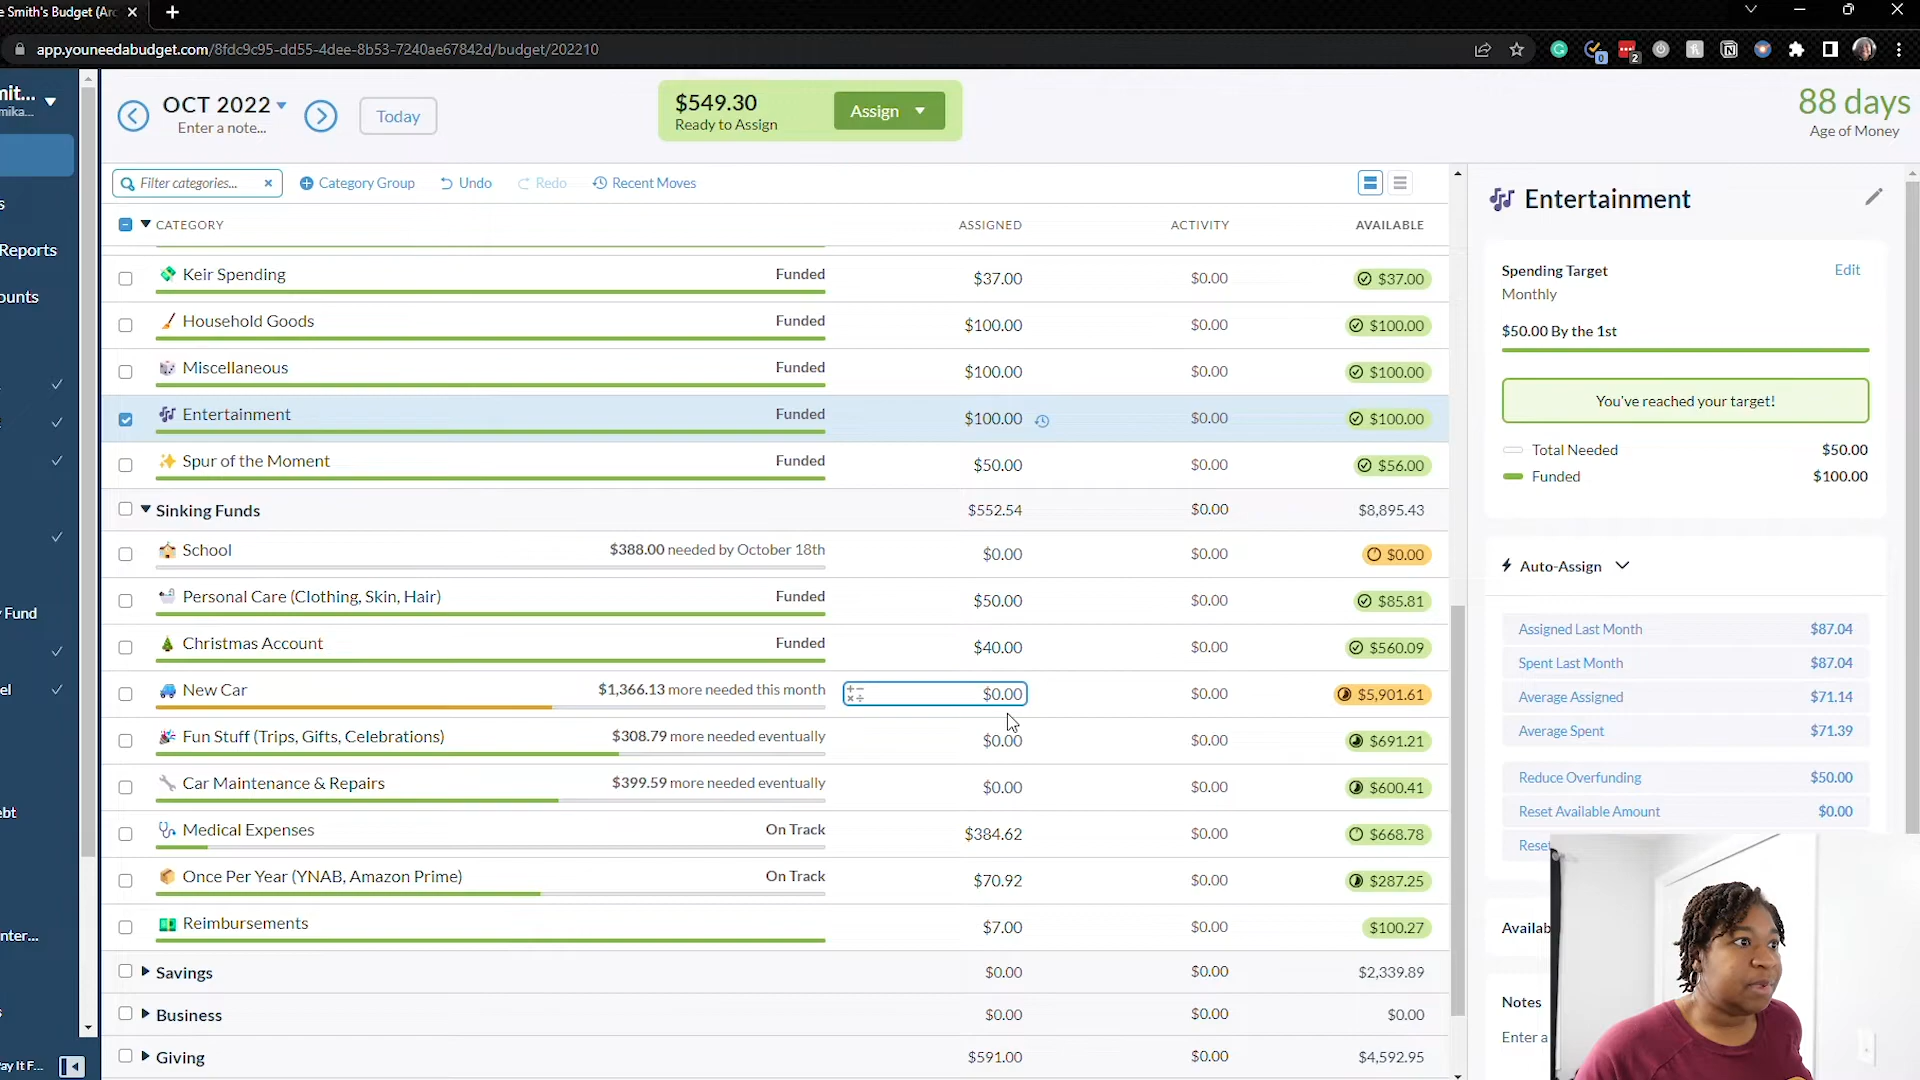 e Smith's Budget (Arc
app.youneedabudget.com/8fdc9c95-dd55-4dee-8b53-7240ae67842d/budget/202210
0
2
mit...
mika...
s
Reports
ounts
Fund
el
ebt
nter...
s
Pay It F...
OCT 2022
Enter a note...
Today
$549.30
Ready to Assign
Assign
88 days
Age of Money
Filter categories...
Category Group
Undo
Redo
Recent Moves
CATEGORY ASSIGNED ACTIVITY AVAILABLE
Keir Spending Funded $37.00 $0.00 $37.00
Household Goods Funded $100.00 $0.00 $100.00
Miscellaneous Funded $100.00 $0.00 $100.00
Entertainment Funded $100.00 $0.00 $100.00
Spur of the Moment Funded $50.00 $0.00 $56.00
Sinking Funds $552.54 $0.00 $8,895.43
School $388.00 needed by October 18th $0.00 $0.00 $0.00
Personal Care (Clothing, Skin, Hair) Funded $50.00 $0.00 $85.81
Christmas Account Funded $40.00 $0.00 $560.09
New Car $1,366.13 more needed this month $0.00 $0.00 $5,901.61
Fun Stuff (Trips, Gifts, Celebrations) $308.79 more needed eventually $0.00 $0.00 $691.21
Car Maintenance & Repairs $399.59 more needed eventually $0.00 $0.00 $600.41
Medical Expenses On Track $384.62 $0.00 $668.78
Once Per Year (YNAB, Amazon Prime) On Track $70.92 $0.00 $287.25
Reimbursements $7.00 $0.00 $100.27
Savings $0.00 $0.00 $2,339.89
Business $0.00 $0.00 $0.00
Giving $591.00 $0.00 $4,592.95
Entertainment
Spending Target Edit
Monthly
$50.00 By the 1st
You've reached your target!
Total Needed $50.00
Funded $100.00
Auto-Assign
Assigned Last Month $87.04
Spent Last Month $87.04
Average Assigned $71.14
Average Spent $71.39
Reduce Overfunding $50.00
Reset Available Amount $0.00
Reset
Availab
Notes
Enter a